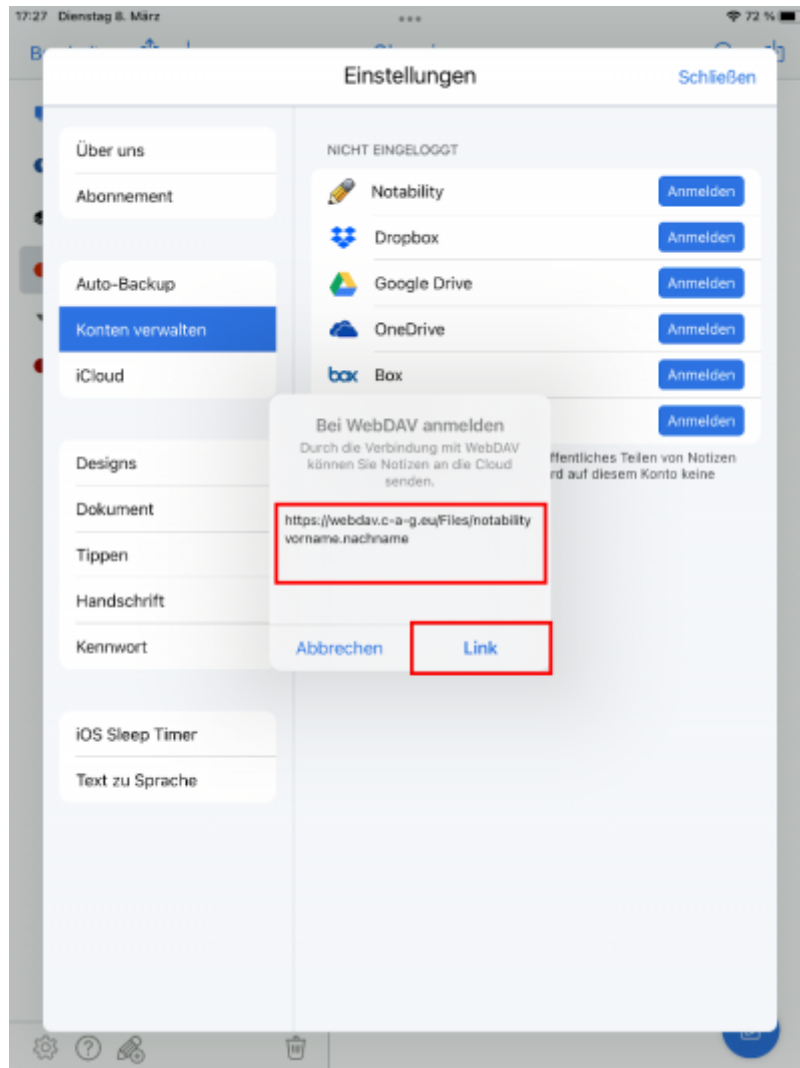 17:27 Dienstag 8. März
72 %
Einstellungen
Schließen
Über uns
Abonnement
Auto-Backup
Konten verwalten
iCloud
Designs
Dokument
Tippen
Handschrift
Kennwort
iOS Sleep Timer
Text zu Sprache
NICHT EINGELOGGT
Notability
Anmelden
Dropbox
Anmelden
Google Drive
Anmelden
OneDrive
Anmelden
box Box
Anmelden
Anmelden
Teilen von Notizen
auf diesem Konto keine
Bei WebDAV anmelden
Durch die Verbindung mit WebDAV
können Sie Notizen an die Cloud
senden.
https://webdav.c-a-g.eu/Files/notability
vorname.nachname
Abbrechen
Link